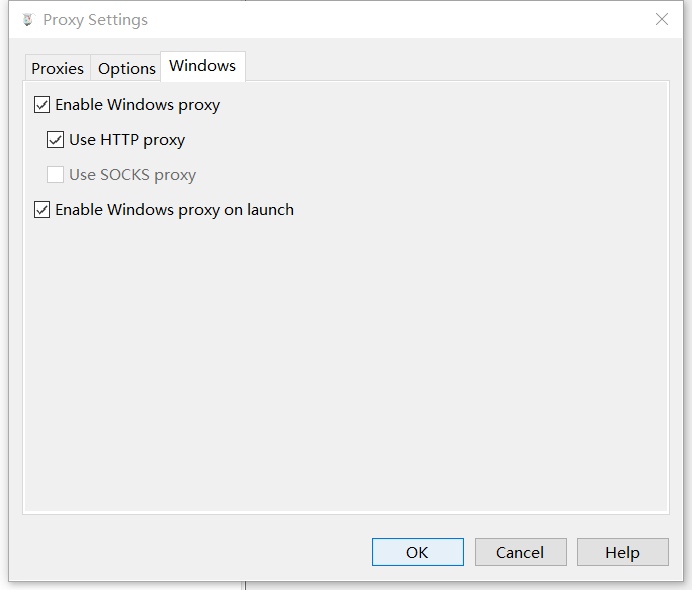 Proxy Settings
Proxies Options Windows
Enable Windows proxy
Use HTTP proxy
Use SOCKS proxy
Enable Windows proxy on launch
OK Cancel Help